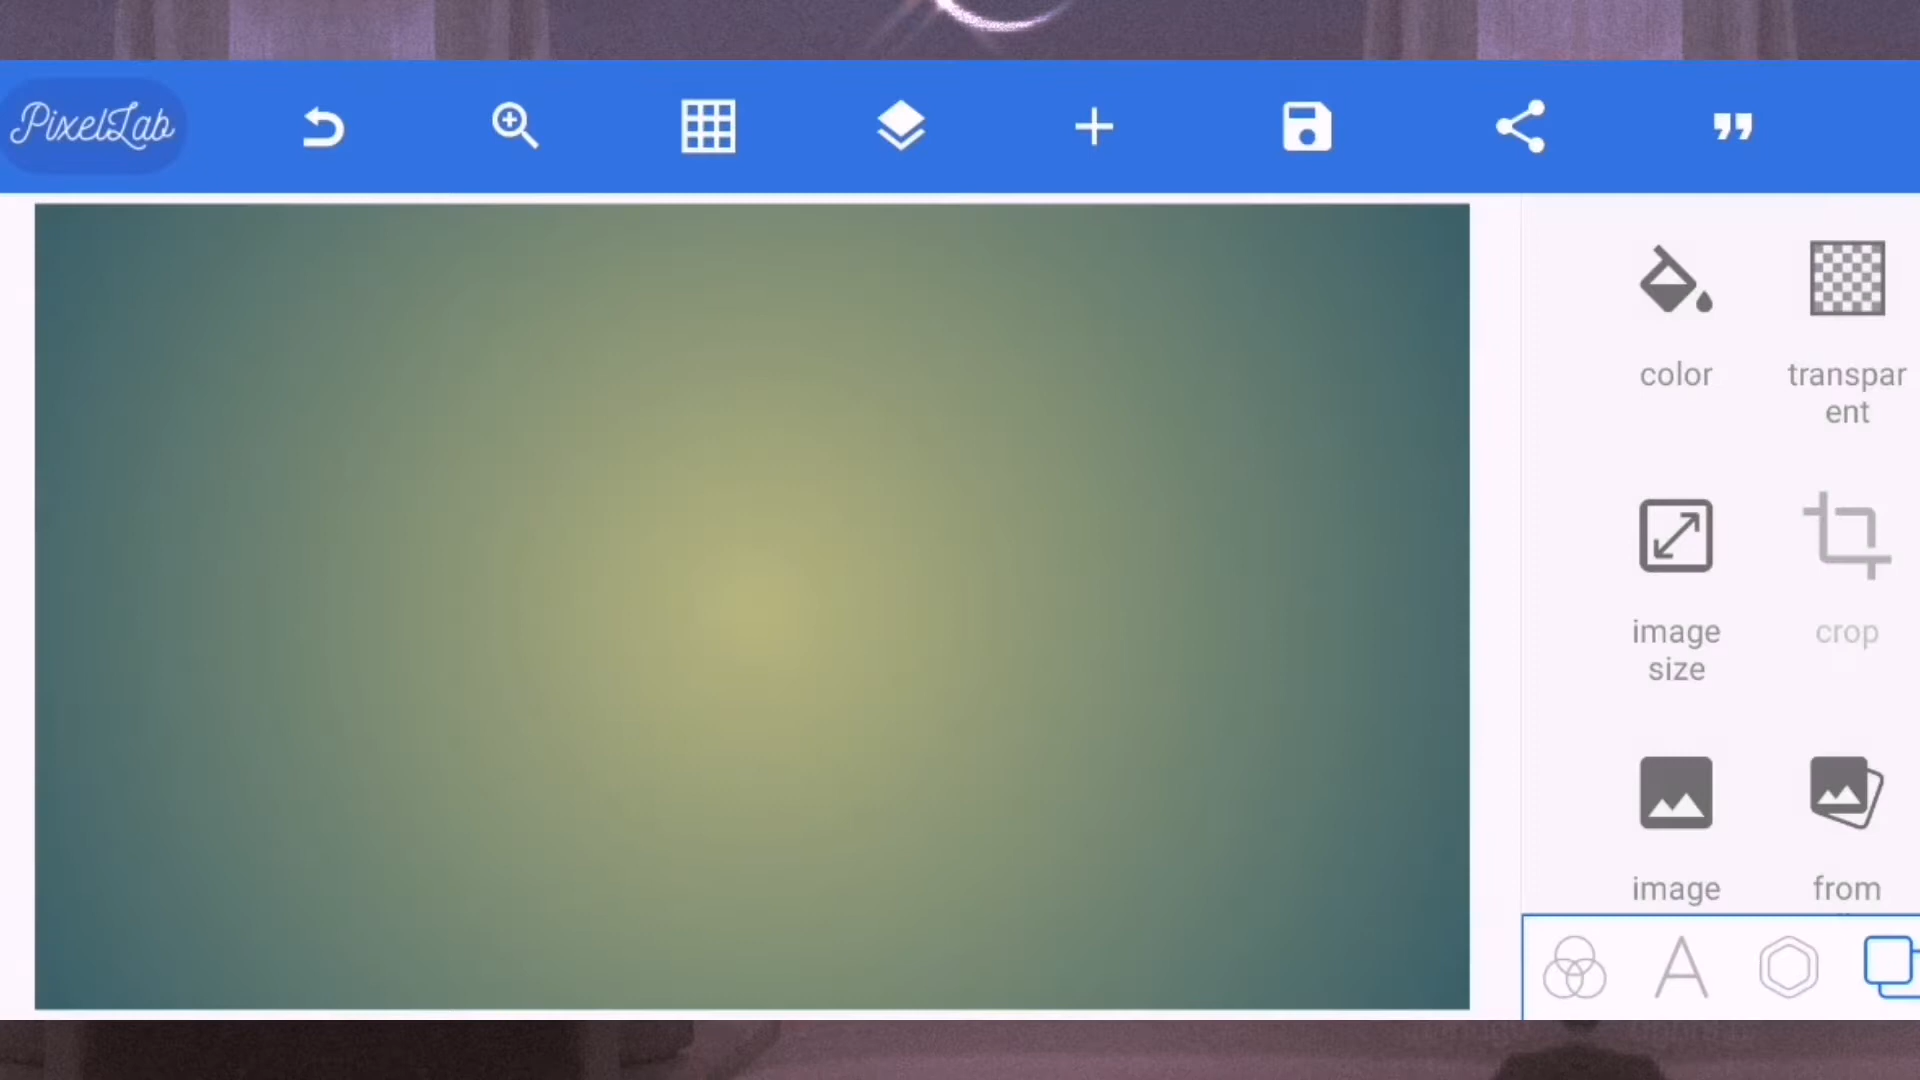 PixelLab
color
transpar
ent
image
size
crop
image
from